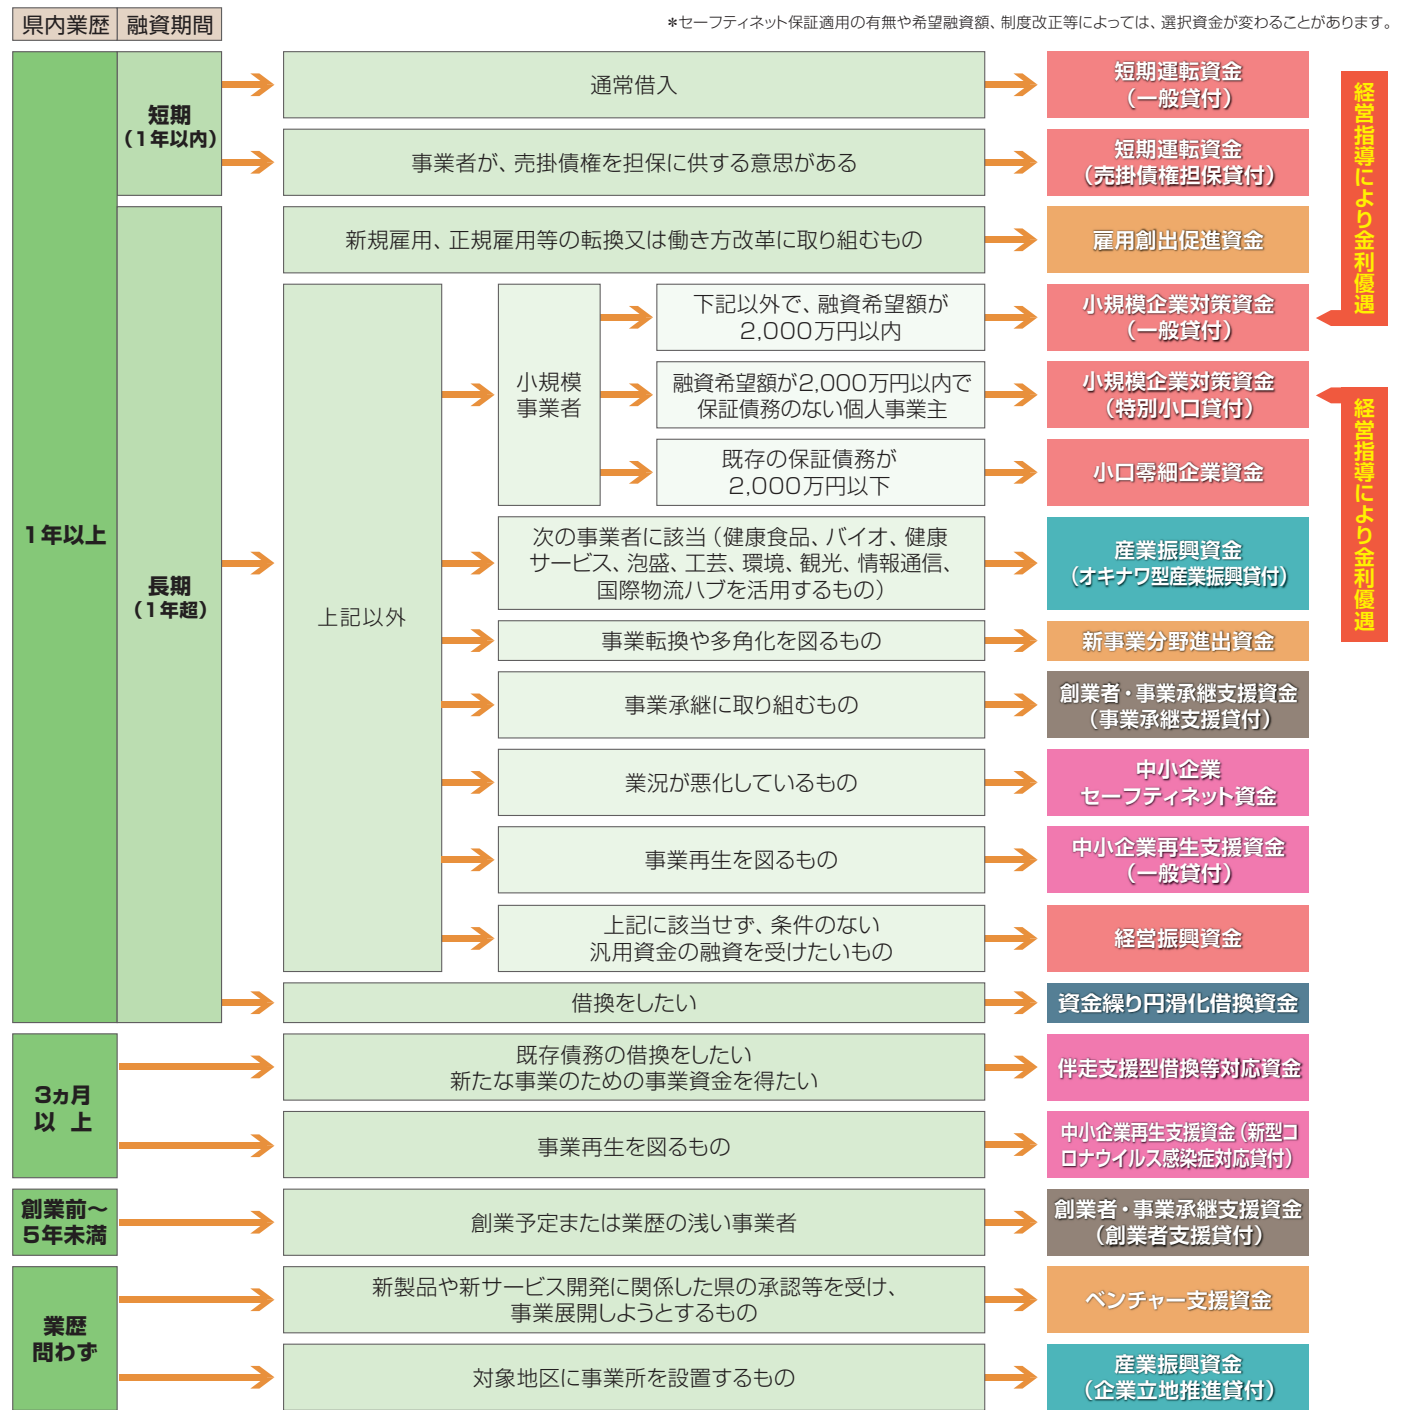 県内業歴 融資期間
*セーフティネット保証適用の有無や希望融資額、制度改正等によっては、選択資金が変わることがあります。
1年以上
短期
(1年以内)
通常借入
短期運転資金
(一般貸付)
事業者が、売掛債権を担保に供する意思がある
短期運転資金
(売掛債権担保貸付)
長期
(1年超)
新規雇用、正規雇用等の転換又は働き方改革に取り組むもの
雇用創出促進資金
上記以外
小規模
事業者
下記以外で、融資希望額が
2,000万円以内
小規模企業対策資金
(一般貸付)
経営指導により金利優遇
融資希望額が2,000万円以内で
保証債務のない個人事業主
小規模企業対策資金
(特別小口貸付)
経営指導により金利優遇
既存の保証債務が
2,000万円以下
小口零細企業資金
次の事業者に該当(健康食品、バイオ、健康
サービス、泡盛、工芸、環境、観光、情報通信、
国際物流ハブを活用するもの)
産業振興資金
(オキナワ型産業振興貸付)
事業転換や多角化を図るもの
新事業分野進出資金
事業承継に取り組むもの
創業者・事業承継支援資金
(事業承継支援貸付)
業況が悪化しているもの
中小企業
セーフティネット資金
事業再生を図るもの
中小企業再生支援資金
(一般貸付)
上記に該当せず、条件のない
汎用資金の融資を受けたいもの
経営振興資金
借換をしたい
資金繰り円滑化借換資金
3ヵ月
以 上
既存債務の借換をしたい
新たな事業のための事業資金を得たい
伴走支援型借換等対応資金
事業再生を図るもの
中小企業再生支援資金(新型コ
ロナウイルス感染症対応貸付)
創業前〜
5年未満
創業予定または業歴の浅い事業者
創業者・事業承継支援資金
(創業者支援貸付)
業歴
問わず
新製品や新サービス開発に関係した県の承認等を受け、
事業展開しようとするもの
ベンチャー支援資金
対象地区に事業所を設置するもの
産業振興資金
(企業立地推進貸付)